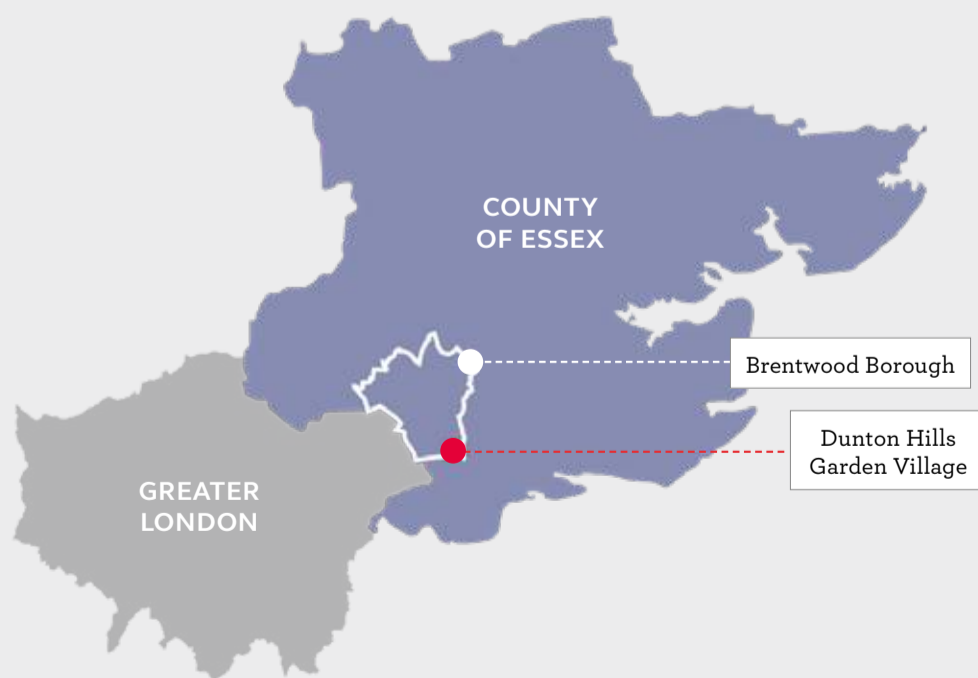 COUNTY
OF ESSEX
Brentwood Borough
Dunton Hills
Garden Village
GREATER
LONDON